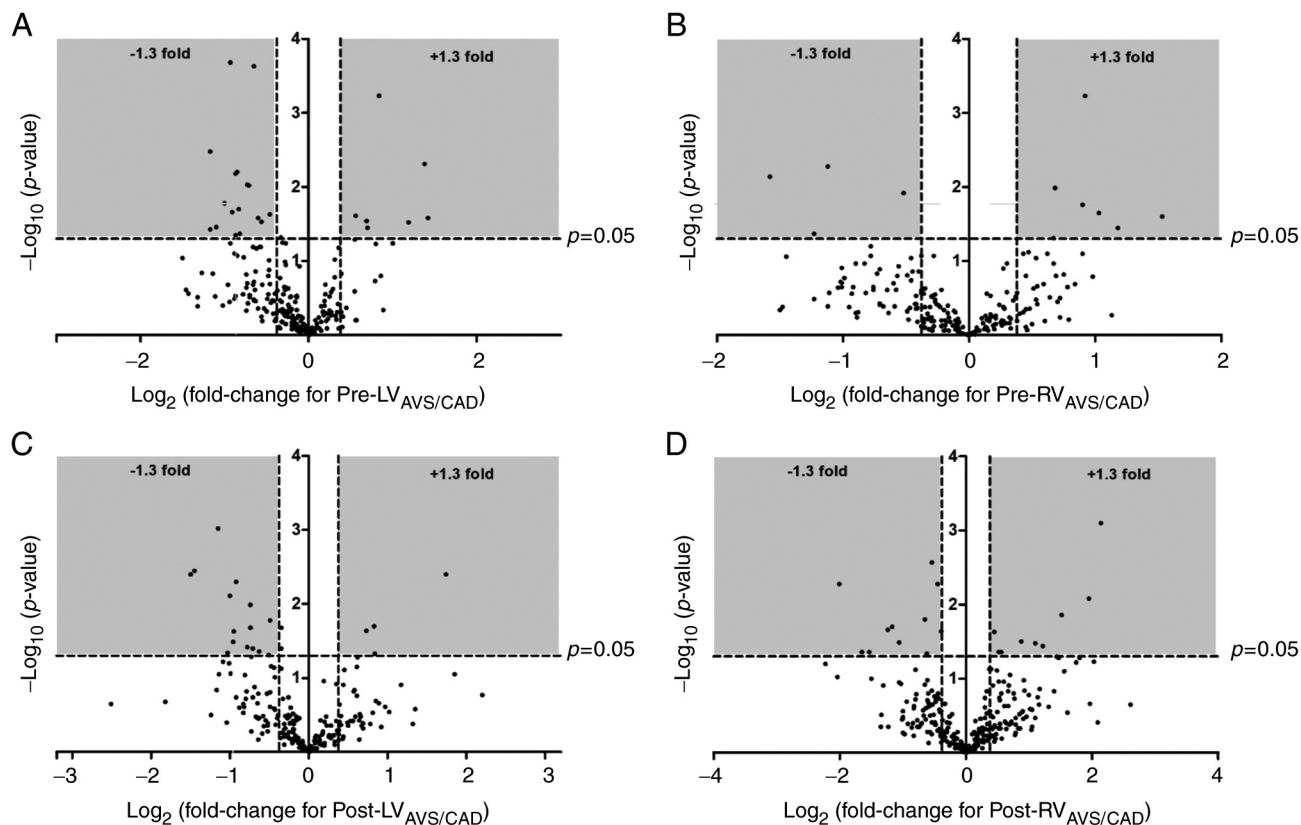 A
B
-1.3 fold
+1.3 fold
-1.3 fold
+1.3 fold
4
3
2
1
4
3
2
1
–Log10 (p-value)
–Log10 (p-value)
p=0.05
p=0.05
–2
0
2
–2
–1
0
1
2
Log2 (fold-change for Pre-LVAVS/CAD)
Log2 (fold-change for Pre-RVAVS/CAD)
C
D
-1.3 fold
+1.3 fold
-1.3 fold
+1.3 fold
4
3
2
1
4
3
2
1
–Log10 (p-value)
–Log10 (p-value)
p=0.05
p=0.05
–3
–2
–1
0
1
2
3
–4
–2
0
2
4
Log2 (fold-change for Post-LVAVS/CAD)
Log2 (fold-change for Post-RVAVS/CAD)